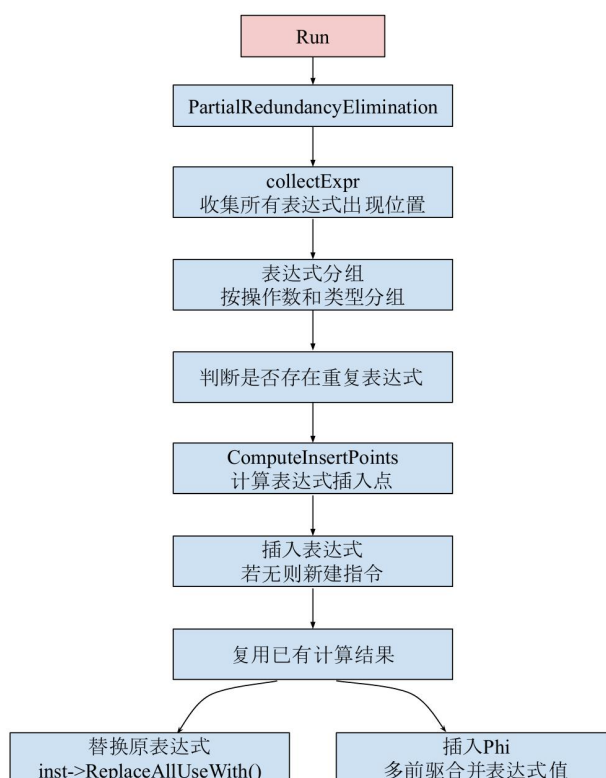 Run
PartialRedundancyElimination
collectExpr
收集所有表达式出现位置
表达式分组
按操作数和类型分组
判断是否存在重复表达式
ComputeInsertPoints
计算表达式插入点
插入表达式
若无则新建指令
复用已有计算结果
替换原表达式
inst->ReplaceAllUseWith()
插入Phi
多前驱合并表达式值